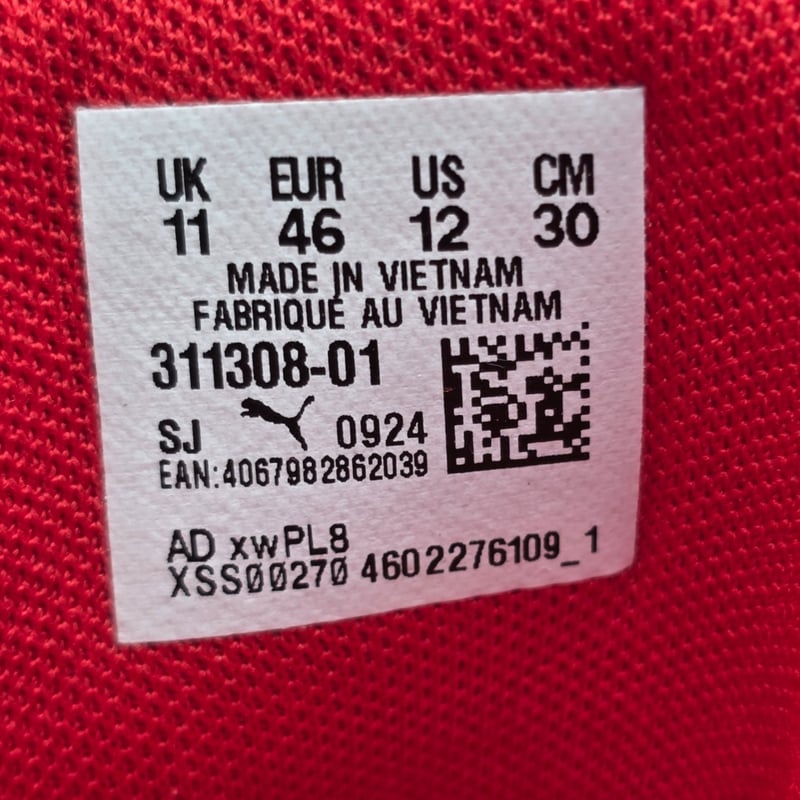 UK EUR US CM
11 46 12 30
MADE IN VIETNAM
FABRIQUE AU VIETNAM
311308-01
SJ 0924
EAN:4067982862039
AD xwPL8
XSS00270 4602276109_1